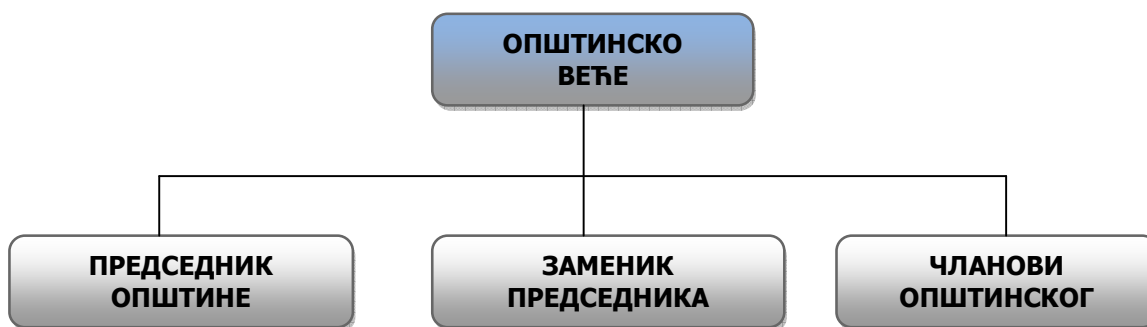 ОПШТИНСКО
ВЕЋЕ
ПРЕДСЕДНИК
ОПШТИНЕ
ЗАМЕНИК
ПРЕДСЕДНИКА
ЧЛАНОВИ
ОПШТИНСКОГ